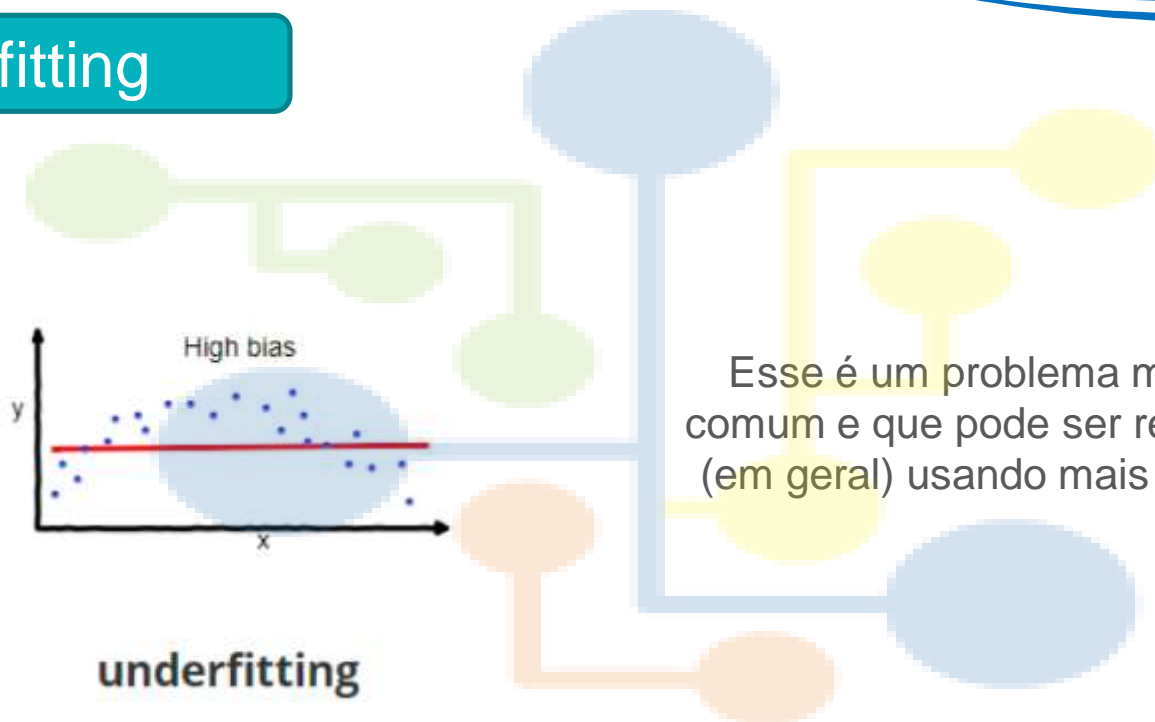 fitting
High bias
y
x
Esse é um problema m
comum e que pode ser re
(em geral) usando mais
underfitting